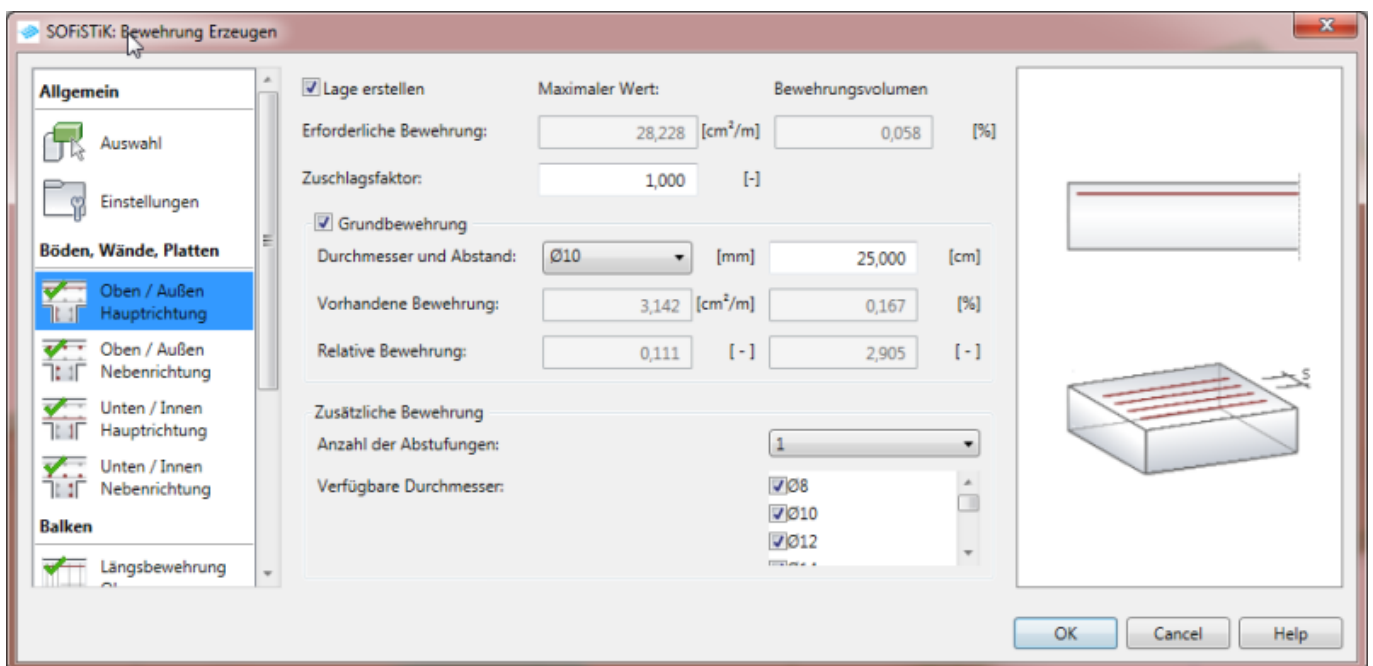 SOFiSTiK: Bewehrung Erzeugen
Allgemein
Auswahl
Einstellungen
Böden, Wände, Platten
Oben / Außen
Hauptrichtung
Oben / Außen
Nebenrichtung
Unten / Innen
Hauptrichtung
Unten / Innen
Nebenrichtung
Balken
Längsbewehrung
Lage erstellen Maximaler Wert: Bewehrungsvolumen
Erforderliche Bewehrung: 28,228 [cm²/m] 0,058 [%]
Zuschlagsfaktor: 1,000 [-]
Grundbewehrung
Durchmesser und Abstand: Ø10 [mm] 25,000 [cm]
Vorhandene Bewehrung: 3,142 [cm²/m] 0,167 [%]
Relative Bewehrung: 0,111 [ - ] 2,905 [ - ]
Zusätzliche Bewehrung
Anzahl der Abstufungen: 1
Verfügbare Durchmesser: Ø8
Ø10
Ø12
s
OK Cancel Help